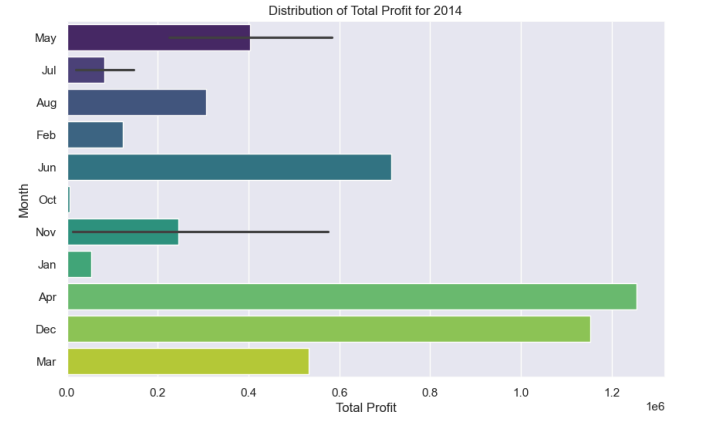 Distribution of Total Profit for 2014
May
Jul
Aug
Feb
Jun
Oct
Nov
Jan
Apr
Dec
Mar
Month
0.0 0.2 0.4 0.6 0.8 1.0 1.2
1e6
Total Profit